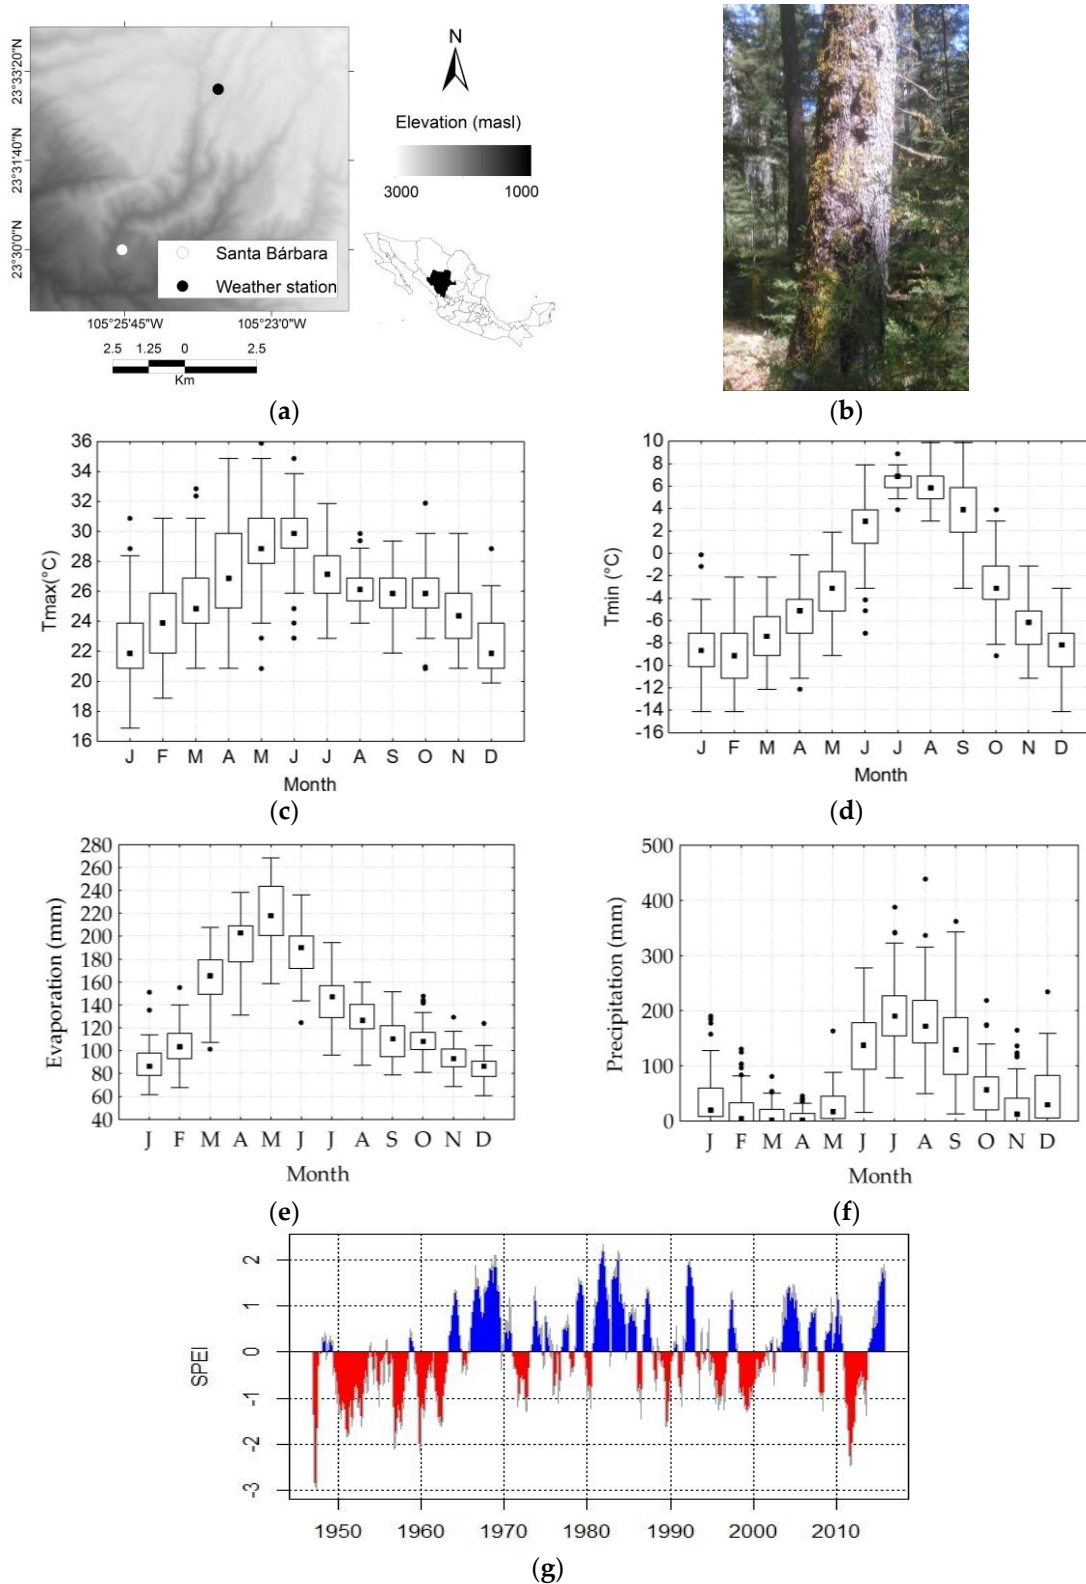 23°33'20"N
23°31'40"N
23°30'0"N
Santa Bárbara
Weather station
105°25'45"W 105°23'0"W
2.5 1.25 0 2.5
Km
N
Elevation (masl)
3000 1000
(a)
(b)
Tmax(°C)
36
34
32
30
28
26
24
22
20
18
16
J F M A M J J A S O N D
Month
(c)
Tmin (°C)
10
8
6
4
2
0
-2
-4
-6
-8
-10
-12
-14
-16
J F M A M J J A S O N D
Month
(d)
Evaporation (mm)
280
260
240
220
200
180
160
140
120
100
80
60
40
J F M A M J J A S O N D
Month
(e)
Precipitation (mm)
500
400
300
200
100
0
J F M A M J J A S O N D
Month
(f)
SPEI
2
1
0
-1
-2
-3
1950 1960 1970 1980 1990 2000 2010
(g)